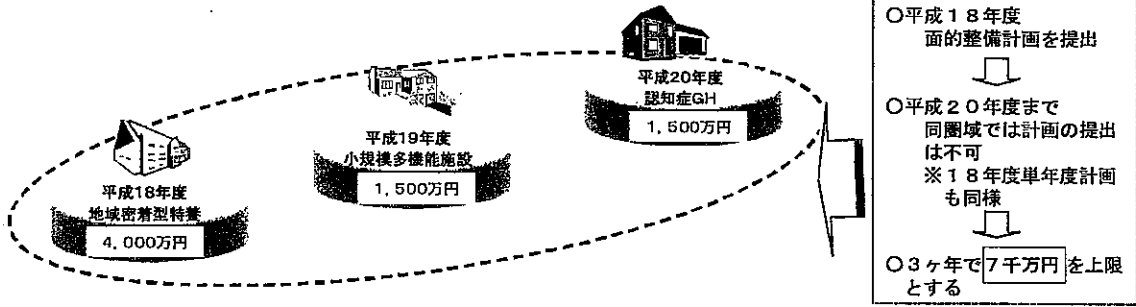 平成18年度
地域密着型特養
4,000万円
平成19年度
小規模多機能施設
1,500万円
平成20年度
認知症GH
1,500万円
○平成18年度
面的整備計画を提出
○平成20年度まで
同圏域では計画の提出
は不可
※18年度単年度計画
も同様
○3ヶ年で7千万円を上限
とする